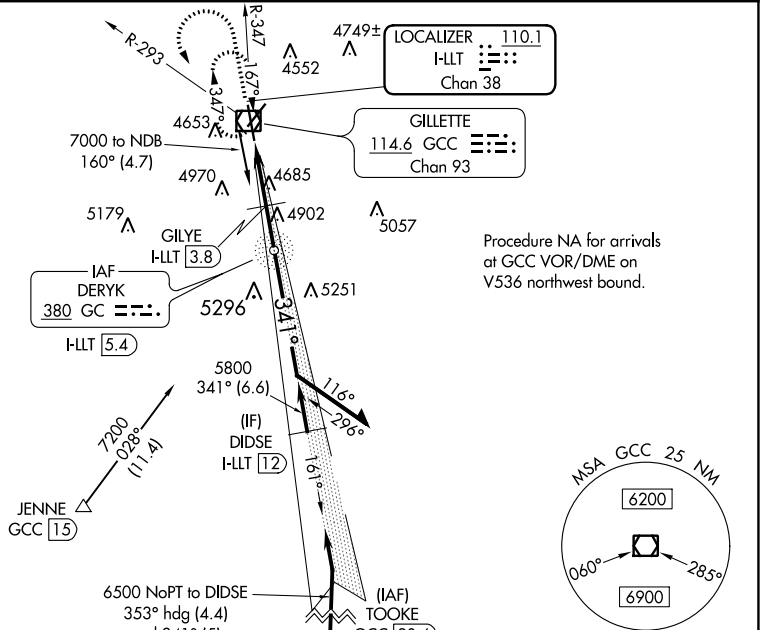 R-347
4749±
R-293
4552
LOCALIZER 110.1
I-LLT
Chan 38
167°
347°
4653
7000 to NDB
160° (4.7)
GILLETTE
114.6 GCC
Chan 93
4970
4685
4902
5179
5057
GILYE
I-LLT 3.8
Procedure NA for arrivals
at GCC VOR/DME on
V536 northwest bound.
IAF
DERYK
380 GC
I-LLT 5.4
5296
5251
341°
5800
341° (6.6)
116°
296°
(IF)
DIDSE
I-LLT 12
161°
7200
028°
(11.4)
JENNE
GCC 15
MSA GCC 25 NM
6200
060°
285°
6900
6500 NoPT to DIDSE
353° hdg (4.4)
(IAF)
TOOKE